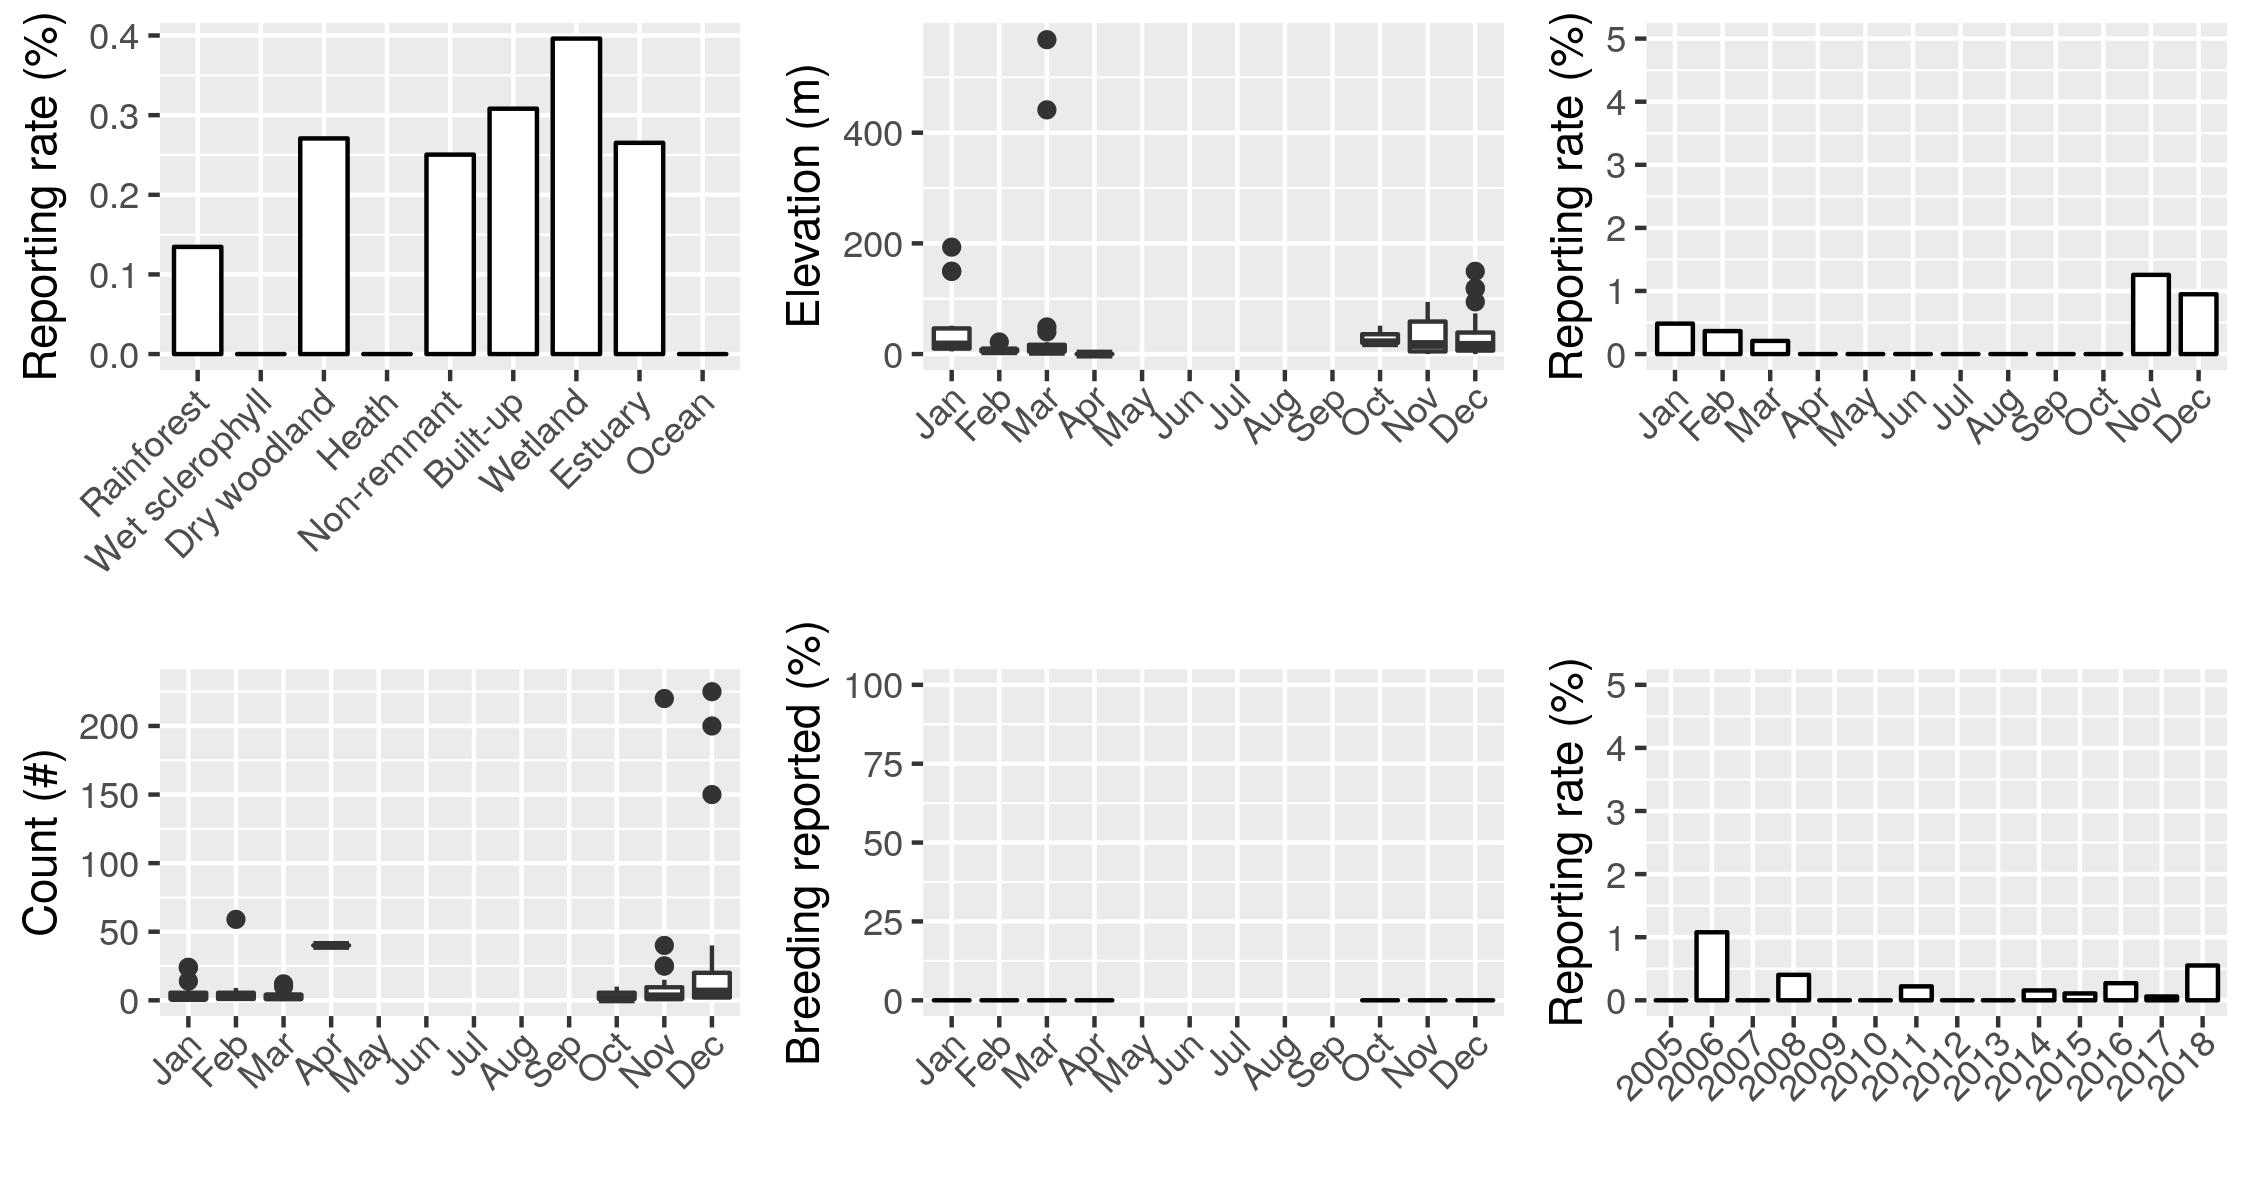 Reporting rate (%)
0.4
0.3
0.2
0.1
0.0
Rainforest
Wet sclerophyll
Dry woodland
Heath
Non-remnant
Built-up
Wetland
Estuary
Ocean
Elevation (m)
400
200
0
Jan
Feb
Mar
Apr
May
Jun
Jul
Aug
Sep
Oct
Nov
Dec
Reporting rate (%)
5
4
3
2
1
0
Jan
Feb
Mar
Apr
May
Jun
Jul
Aug
Sep
Oct
Nov
Dec
Count (#)
200
150
100
50
0
Jan
Feb
Mar
Apr
May
Jun
Jul
Aug
Sep
Oct
Nov
Dec
Breeding reported (%)
100
75
50
25
0
Jan
Feb
Mar
Apr
May
Jun
Jul
Aug
Sep
Oct
Nov
Dec
Reporting rate (%)
5
4
3
2
1
0
2005
2006
2007
2008
2009
2010
2011
2012
2013
2014
2015
2016
2017
2018